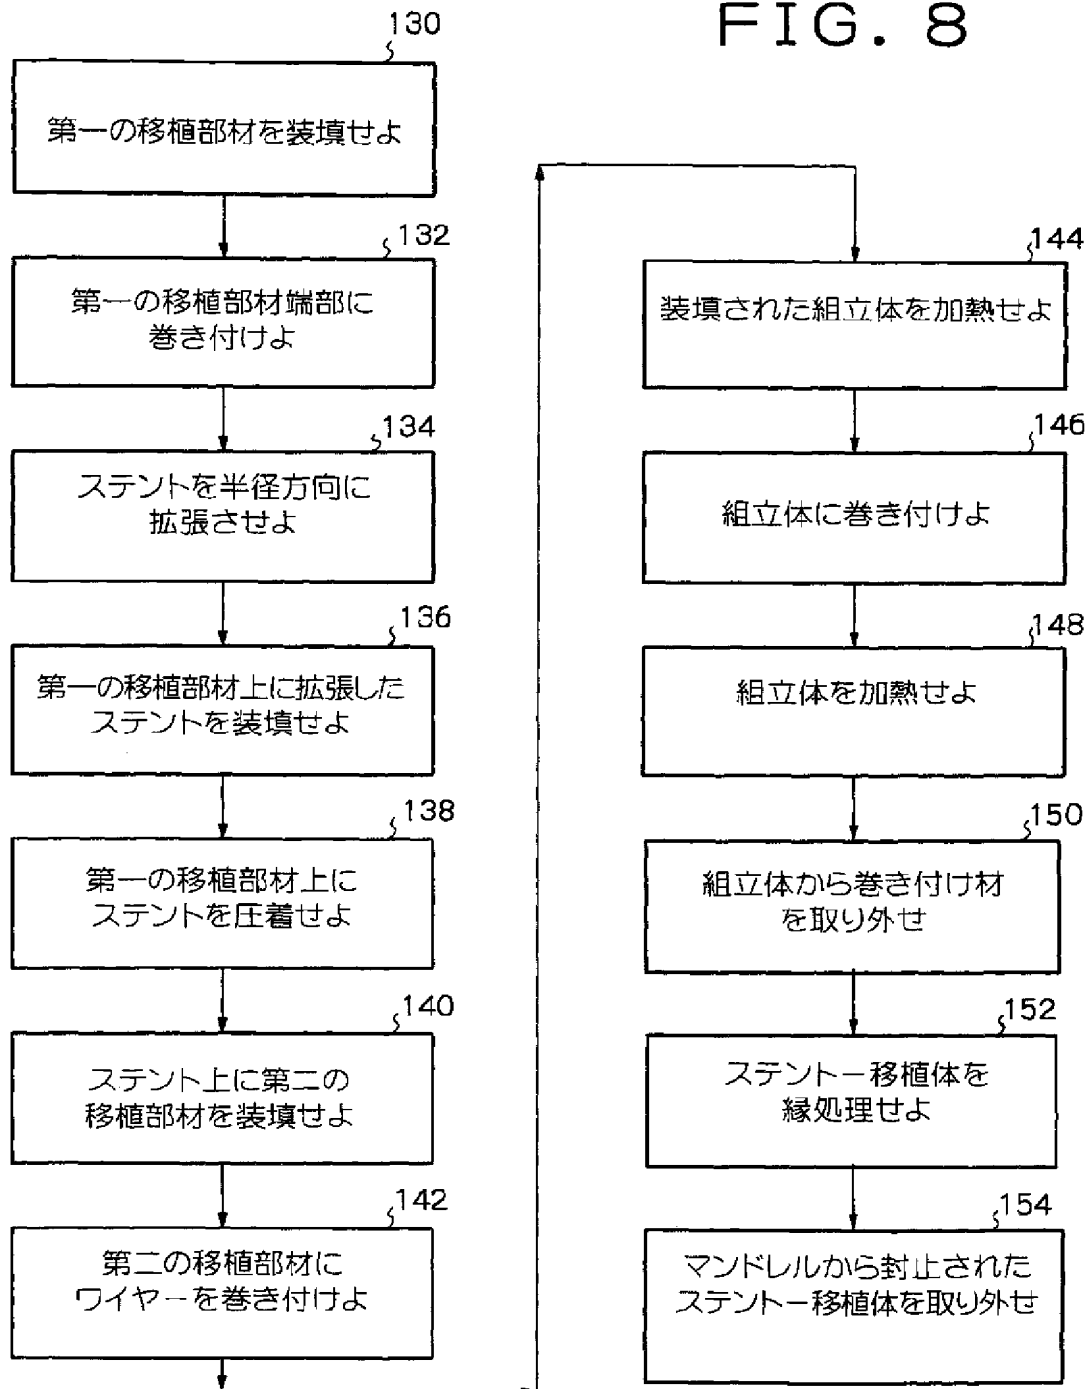 FIG. 8
130
第一の移植部材を装填せよ
132
第一の移植部材端部に
巻き付けよ
134
ステントを半径方向に
拡張させよ
136
第一の移植部材上に拡張した
ステントを装填せよ
138
第一の移植部材上に
ステントを圧着せよ
140
ステント上に第二の
移植部材を装填せよ
142
第二の移植部材に
ワイヤーを巻き付けよ
144
装填された組立体を加熱せよ
146
組立体に巻き付けよ
148
組立体を加熱せよ
150
組立体から巻き付け材
を取り外せ
152
ステントー移植体を
縁処理せよ
154
マンドレルから封止された
ステントー移植体を取り外せ